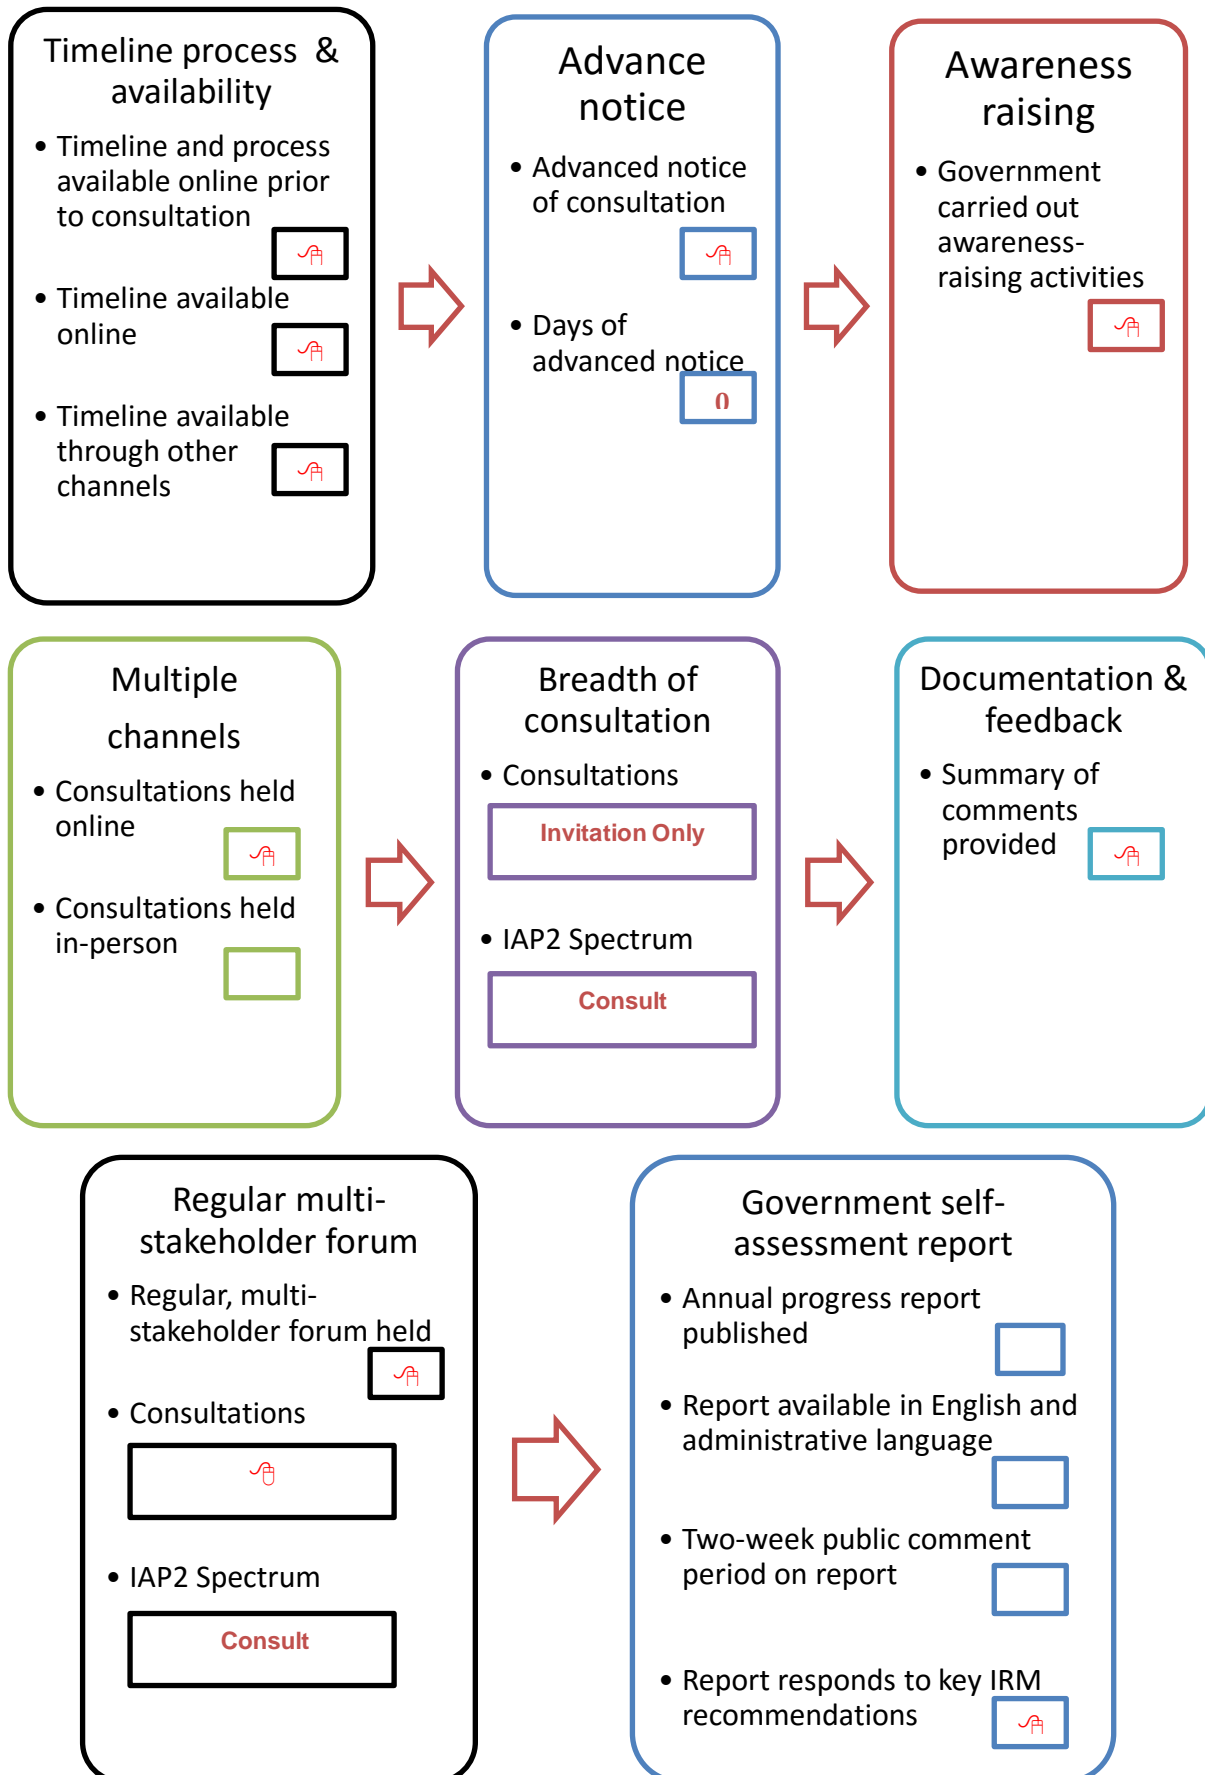 Timeline process &
availability
• Timeline and process
available online prior
to consultation
• Timeline available
online
• Timeline available
through other
channels
Advance
notice
• Advanced notice
of consultation
• Days of
advanced notice
0
Awareness
raising
• Government
carried out
awareness-
raising activities
Multiple
channels
• Consultations held
online
• Consultations held
in-person
Breadth of
consultation
• Consultations
Invitation Only
• IAP2 Spectrum
Consult
Documentation &
feedback
• Summary of
comments
provided
Regular multi-
stakeholder forum
• Regular, multi-
stakeholder forum held
• Consultations
• IAP2 Spectrum
Consult
Government self-
assessment report
• Annual progress report
published
• Report available in English and
administrative language
• Two-week public comment
period on report
• Report responds to key IRM
recommendations